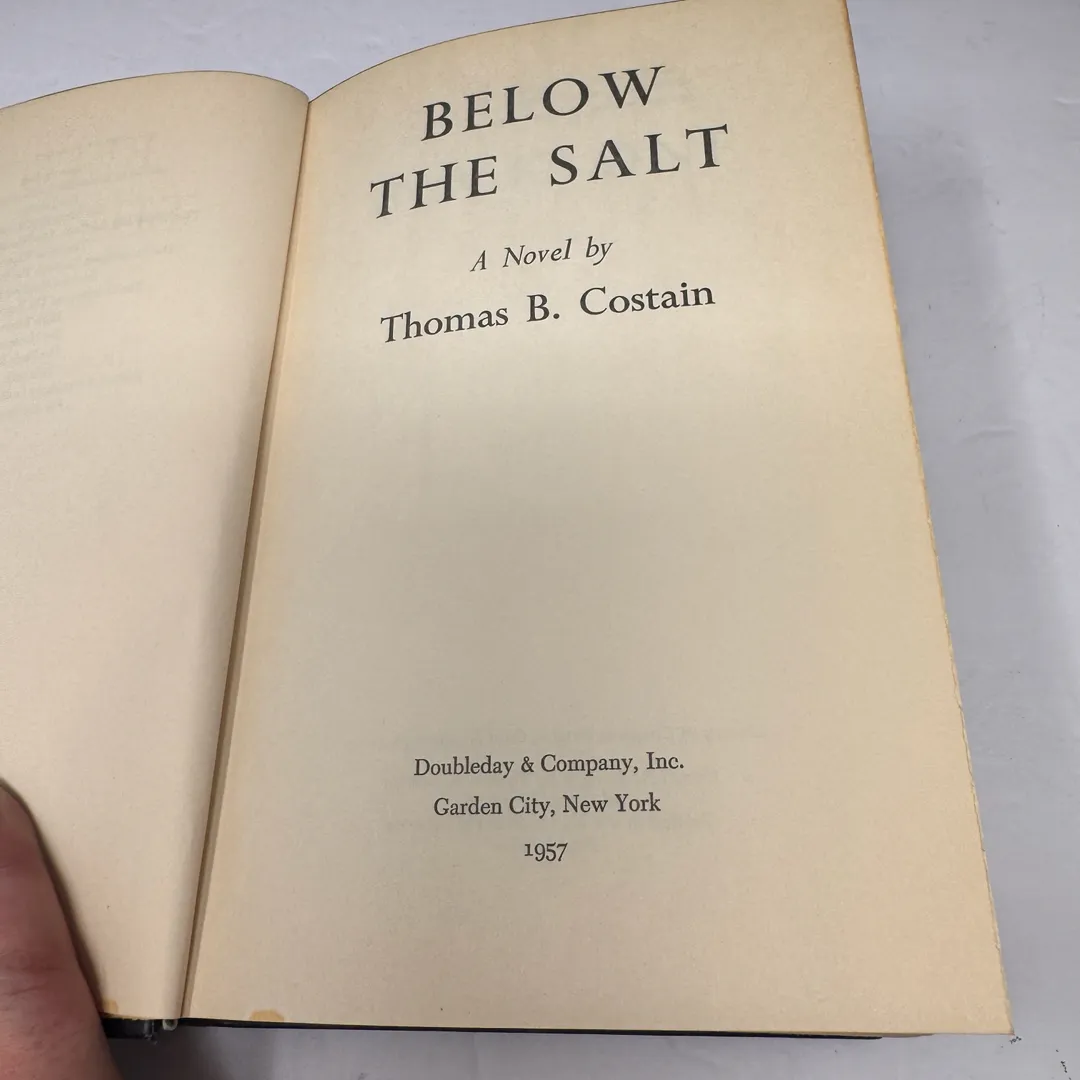 BELOW
THE SALT
A Novel by
Thomas B. Costain
Doubleday & Company, Inc.
Garden City, New York
1957